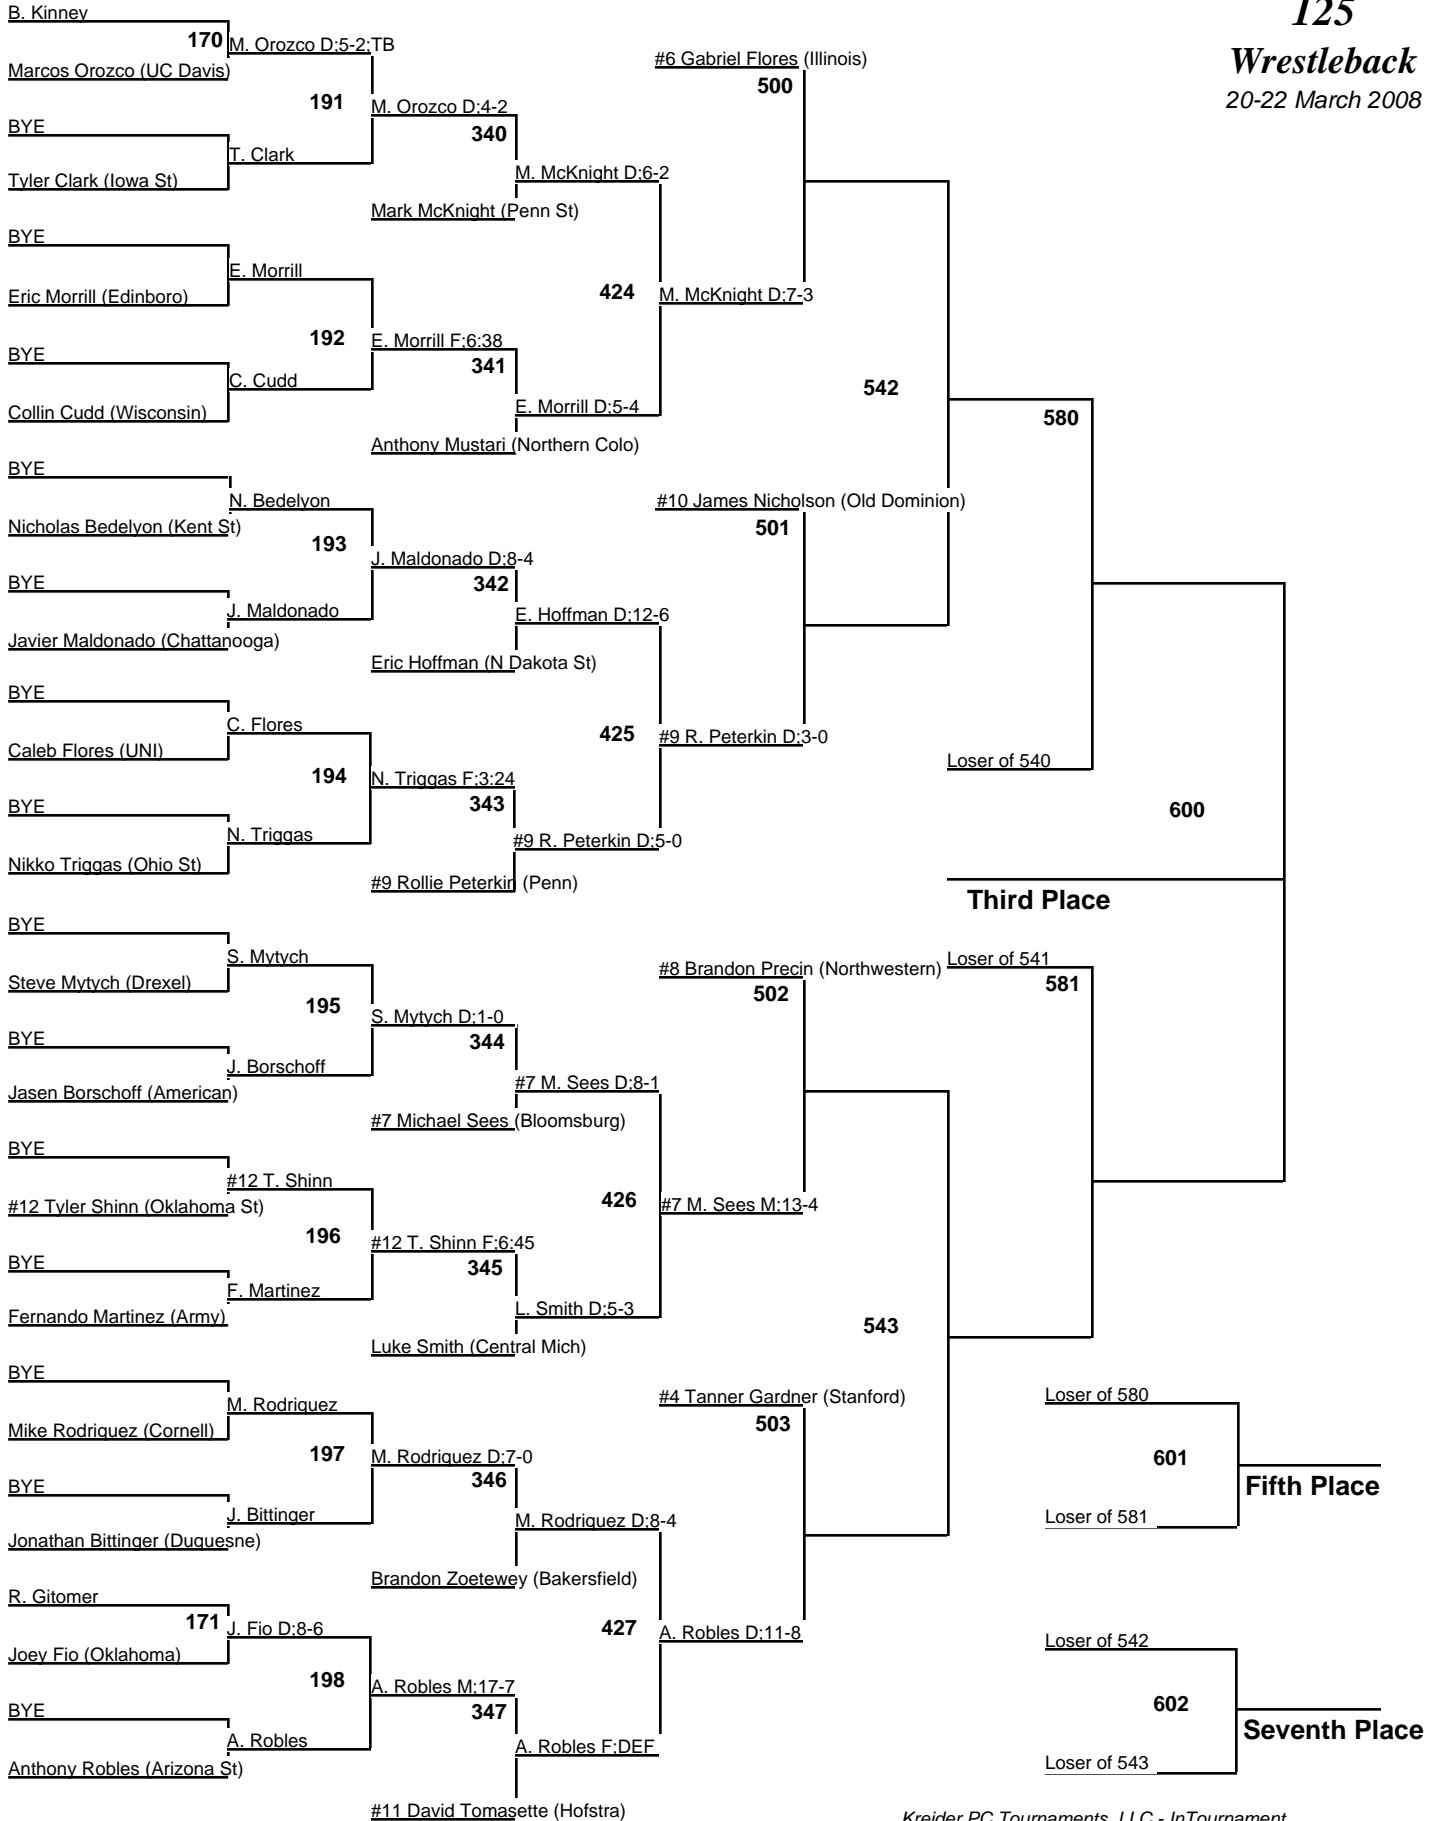 125
Wrestleback
20-22 March 2008
B. Kinney
170
M. Orozco D;5-2;TB
Marcos Orozco (UC Davis)
191
M. Orozco D;4-2
340
BYE
T. Clark
Tyler Clark (Iowa St)
M. McKnight D;6-2
Mark McKnight (Penn St)
#6 Gabriel Flores (Illinois)
500
BYE
E. Morrill
Eric Morrill (Edinboro)
424
M. McKnight D;7-3
192
E. Morrill F;6:38
341
BYE
C. Cudd
Collin Cudd (Wisconsin)
E. Morrill D;5-4
Anthony Mustari (Northern Colo)
542
580
BYE
N. Bedelyon
Nicholas Bedelyon (Kent St)
#10 James Nicholson (Old Dominion)
501
193
J. Maldonado D;8-4
342
BYE
J. Maldonado
Javier Maldonado (Chattanooga)
E. Hoffman D;12-6
Eric Hoffman (N Dakota St)
BYE
C. Flores
Caleb Flores (UNI)
425
#9 R. Peterkin D;3-0
Loser of 540
194
N. Triggas F;3:24
343
600
BYE
N. Triggas
Nikko Triggas (Ohio St)
#9 R. Peterkin D;5-0
#9 Rollie Peterkin (Penn)
Third Place
BYE
S. Mytych
Steve Mytych (Drexel)
#8 Brandon Precin (Northwestern)
Loser of 541
502
581
195
S. Mytych D;1-0
344
BYE
J. Borschoff
Jasen Borschoff (American)
#7 M. Sees D;8-1
#7 Michael Sees (Bloomsburg)
BYE
#12 T. Shinn
#12 Tyler Shinn (Oklahoma St)
426
#7 M. Sees M;13-4
196
#12 T. Shinn F;6:45
345
BYE
F. Martinez
Fernando Martinez (Army)
L. Smith D;5-3
Luke Smith (Central Mich)
543
BYE
M. Rodriquez
Mike Rodriquez (Cornell)
#4 Tanner Gardner (Stanford)
503
Loser of 580
197
M. Rodriquez D;7-0
346
601
Fifth Place
BYE
J. Bittinger
Jonathan Bittinger (Duquesne)
M. Rodriquez D;8-4
Loser of 581
Brandon Zoetewey (Bakersfield)
R. Gitomer
171
J. Fio D;8-6
Joey Fio (Oklahoma)
427
A. Robles D;11-8
Loser of 542
198
A. Robles M;17-7
347
602
Seventh Place
BYE
A. Robles
Anthony Robles (Arizona St)
A. Robles F;DEF
Loser of 543
#11 David Tomasette (Hofstra)
Kreider PC Tournaments, LLC - InTournament